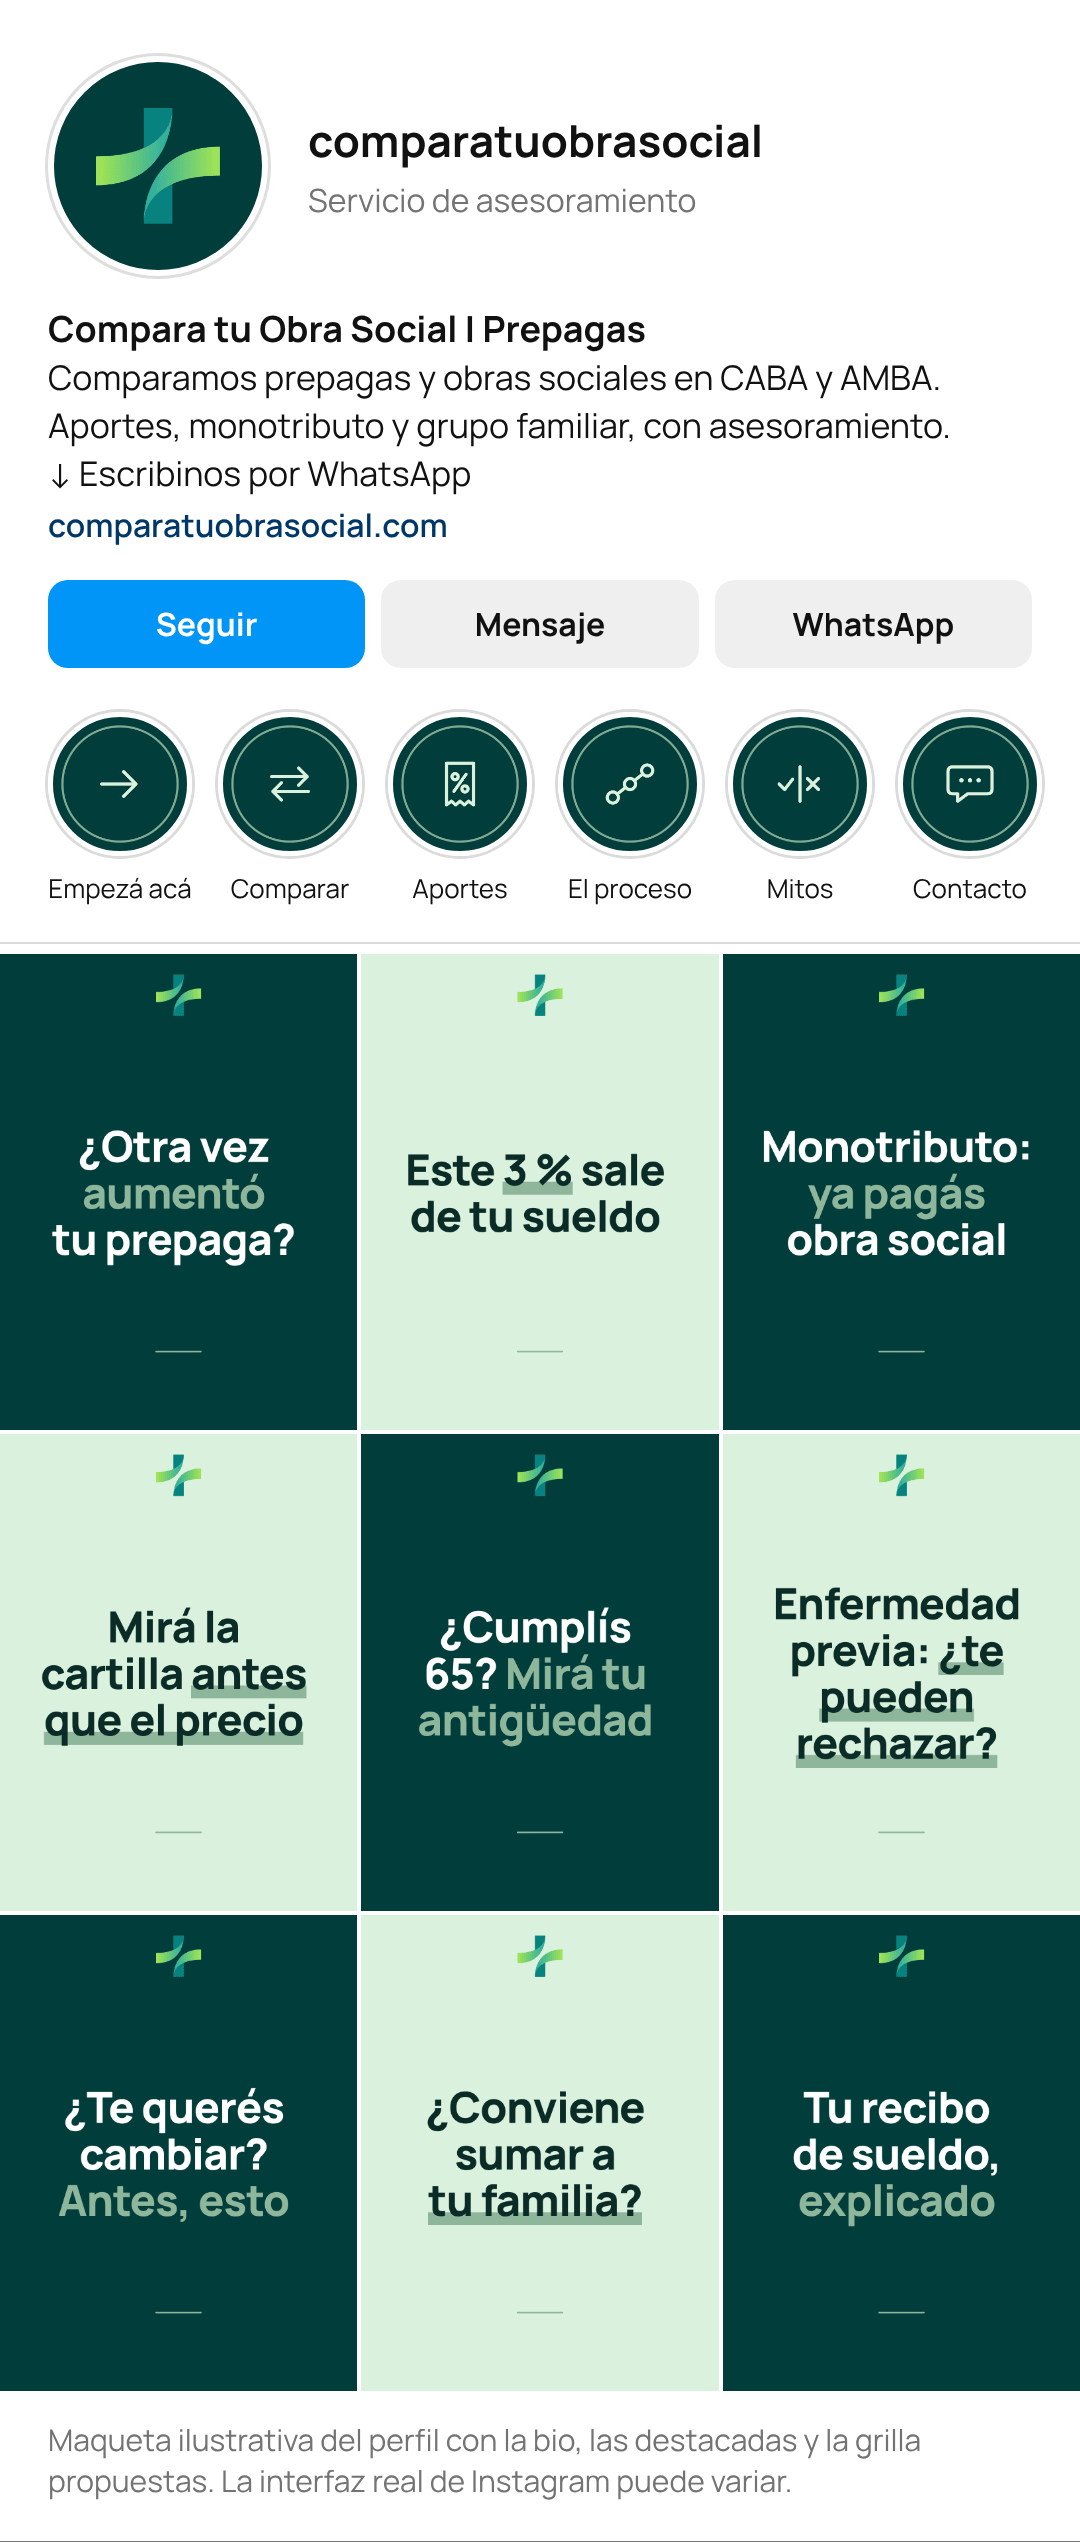 comparatuobrasocial
Servicio de asesoramiento
Compara tu Obra Social | Prepagas
Comparamos prepagas y obras sociales en CABA y AMBA.
Aportes, monotributo y grupo familiar, con asesoramiento.
↓ Escribinos por WhatsApp
comparatuobrasocial.com
Seguir
Mensaje
WhatsApp
Empezá acá
Comparar
Aportes
El proceso
Mitos
Contacto
¿Otra vez
aumentó
tu prepaga?
Este 3 % sale
de tu sueldo
Monotributo:
ya pagás
obra social
Mirá la
cartilla antes
que el precio
¿Cumplís
65? Mirá tu
antigüedad
Enfermedad
previa: ¿te
pueden
rechazar?
¿Te querés
cambiar?
Antes, esto
¿Conviene
sumar a
tu familia?
Tu recibo
de sueldo,
explicado
Maqueta ilustrativa del perfil con la bio, las destacadas y la grilla
propuestas. La interfaz real de Instagram puede variar.